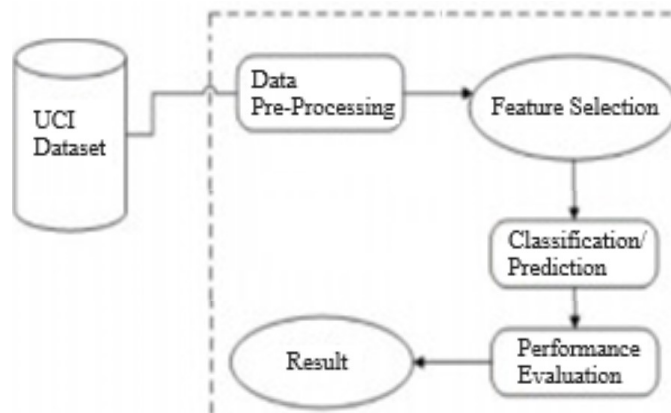 UCI
Dataset
Data
Pre-Processing
Feature Selection
Classification/
Prediction
Performance
Evaluation
Result